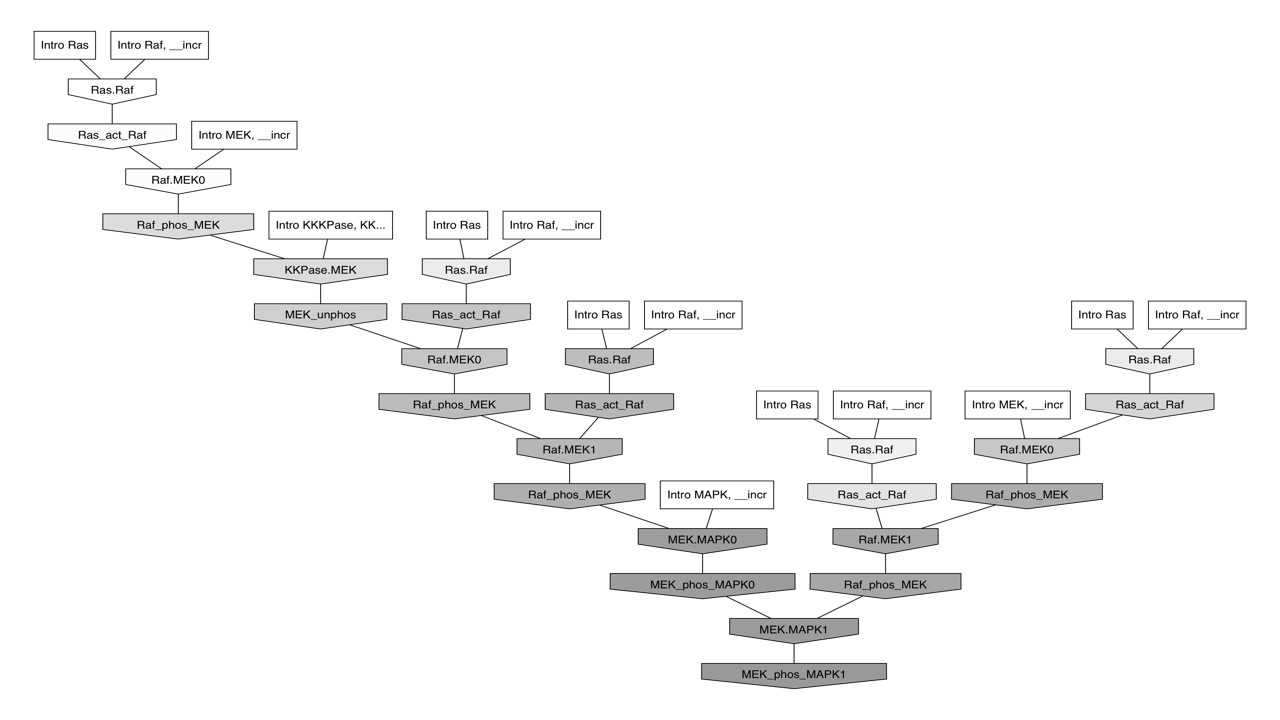 Intro Ras
Intro Raf, __incr
Ras.Raf
Ras_act_Raf
Intro MEK, __incr
Raf.MEK0
Raf_phos_MEK
Intro KKKPase, KK...
Intro Ras
Intro Raf, __incr
KKPase.MEK
Ras.Raf
MEK_unphos
Ras_act_Raf
Intro Ras
Intro Raf, __incr
Intro Ras
Intro Raf, __incr
Raf.MEK0
Ras.Raf
Ras.Raf
Raf_phos_MEK
Ras_act_Raf
Intro Ras
Intro Raf, __incr
Intro MEK, __incr
Ras_act_Raf
Raf.MEK1
Ras.Raf
Raf.MEK0
Raf_phos_MEK
Intro MAPK, __incr
Ras_act_Raf
Raf_phos_MEK
MEK.MAPK0
Raf.MEK1
MEK_phos_MAPK0
Raf_phos_MEK
MEK.MAPK1
MEK_phos_MAPK1